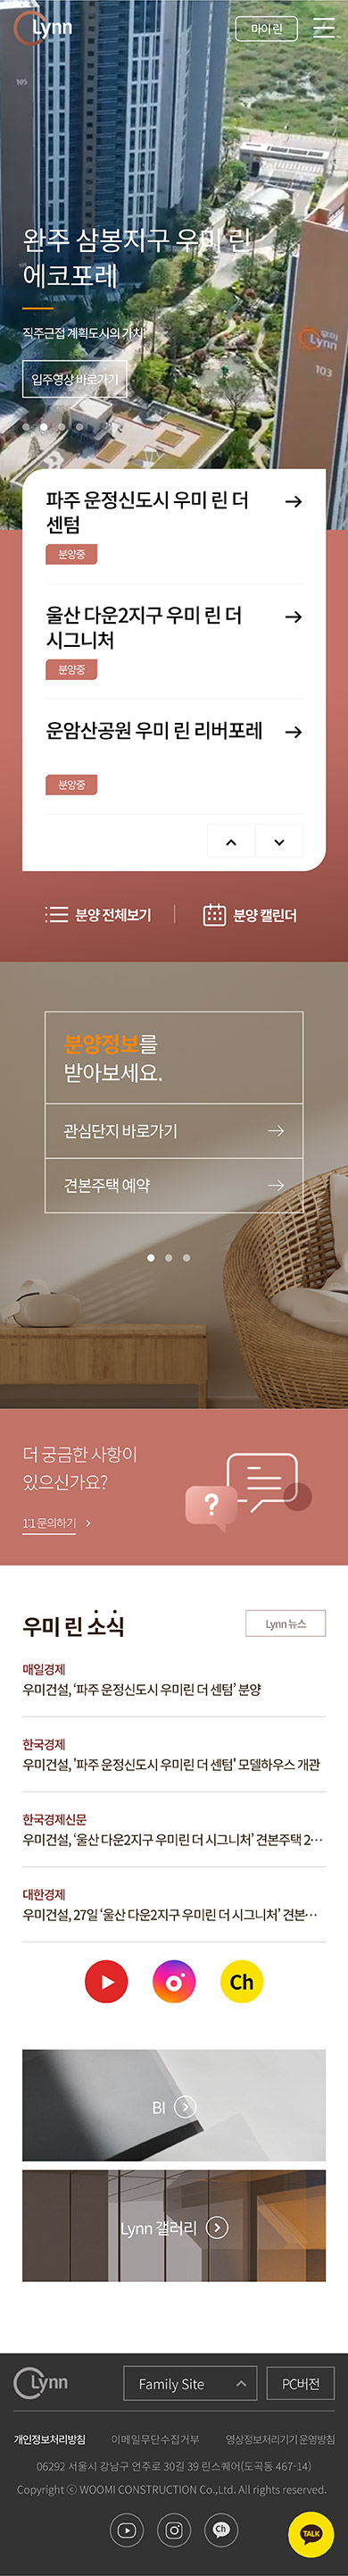 Lynn
마이린
105
완주 삼봉지구 우미 린
에코포레
직주근접 계획도시의 가치!
우미
Lynn
입주영상 바로가기
103
파주 운정신도시 우미 린 더
센텀
분양중
울산 다운2지구 우미 린 더
시그니처
분양중
운암산공원 우미 린 리버포레
분양중
분양 전체보기
분양 캘린더
분양정보를
받아보세요.
관심단지 바로가기
견본주택 예약
더 궁금한 사항이
있으신가요?
?
1:1 문의하기
우미 린 소식
Lynn 뉴스
매일경제
우미건설, ‘파주 운정신도시 우미린 더 센텀’ 분양
한국경제
우미건설, '파주 운정신도시 우미린 더 센텀' 모델하우스 개관
한국경제신문
우미건설, ‘울산 다운2지구 우미린 더 시그니처’ 견본주택 2…
대한경제
우미건설, 27일 ‘울산 다운2지구 우미린 더 시그니처’ 견본…
Ch
BI
Lynn 갤러리
Lynn
Family Site
PC버전
개인정보처리방침 이메일무단수집거부 영상정보처리기기 운영방침
06292 서울시 강남구 언주로 30길 39 린스퀘어(도곡동 467-14)
Copyright ⓒ WOOMI CONSTRUCTION Co.,Ltd. All rights reserved.
Ch
TALK